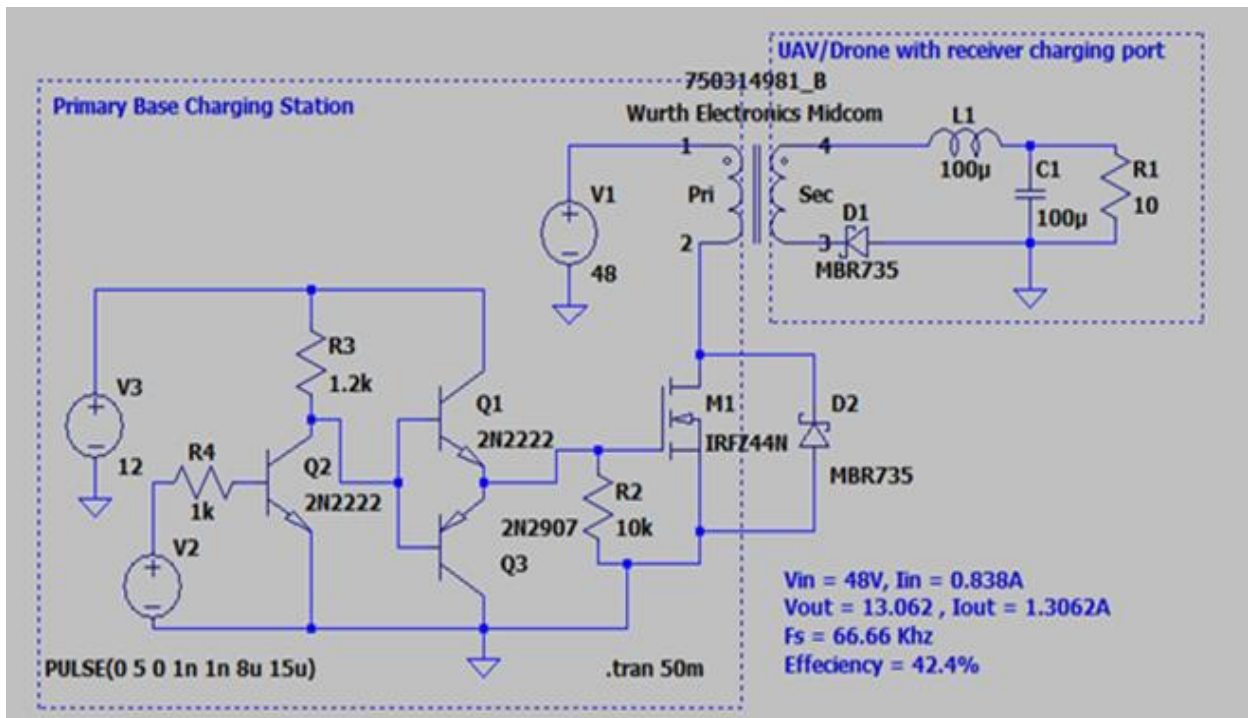 UAV/Drone with receiver charging port
750314981_B
Primary Base Charging Station
Wurth Electronics Midcom
L1
1
4
100µ
C1
R1
V1
Pri
Sec
100µ
10
D1
2
3
MBR735
48
R3
V3
1.2k
M1
D2
Q1
R4
12
Q2
2N2222
IRFZ44N
1k
2N2222
R2
MBR735
V2
2N2907
10k
Q3
Vin = 48V, Iin = 0.838A
Vout = 13.062 , Iout = 1.3062A
Fs = 66.66 Khz
Effeciency = 42.4%
PULSE(0 5 0 1n 1n 8u 15u)
.tran 50m